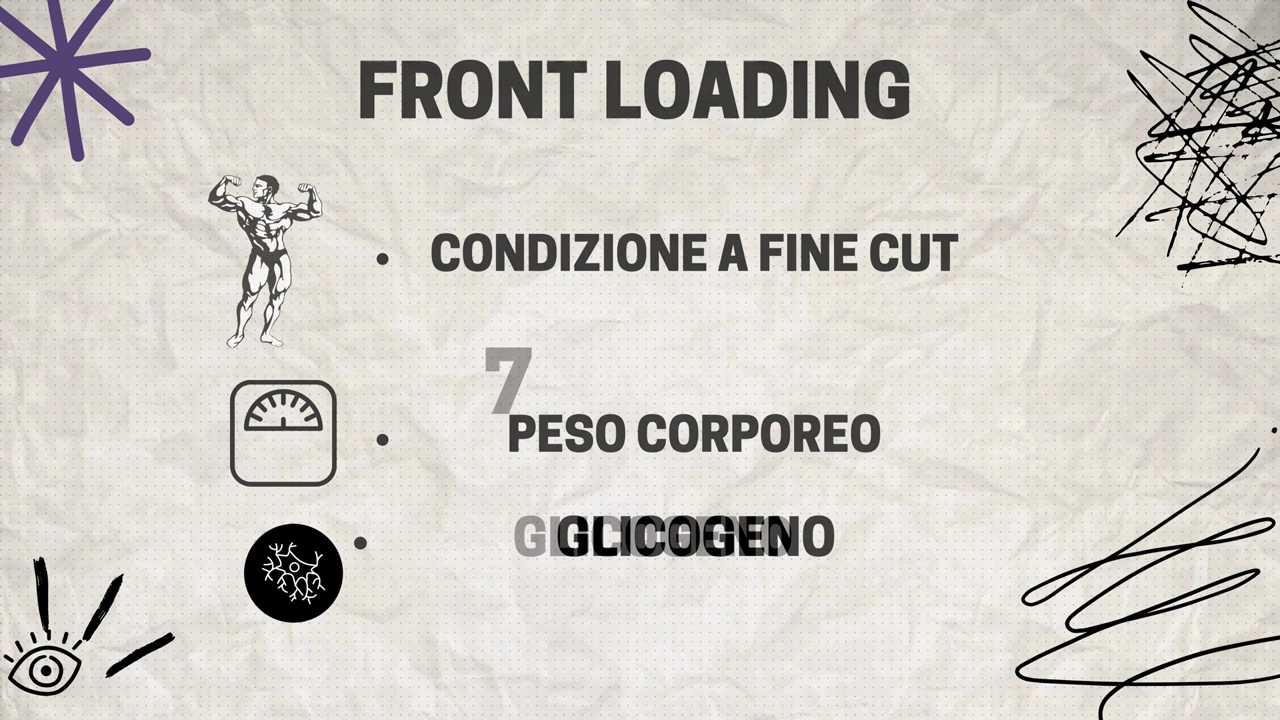 FRONT LOADING
CONDIZIONE A FINE CUT
7
PESO CORPOREO
GLICOGENO